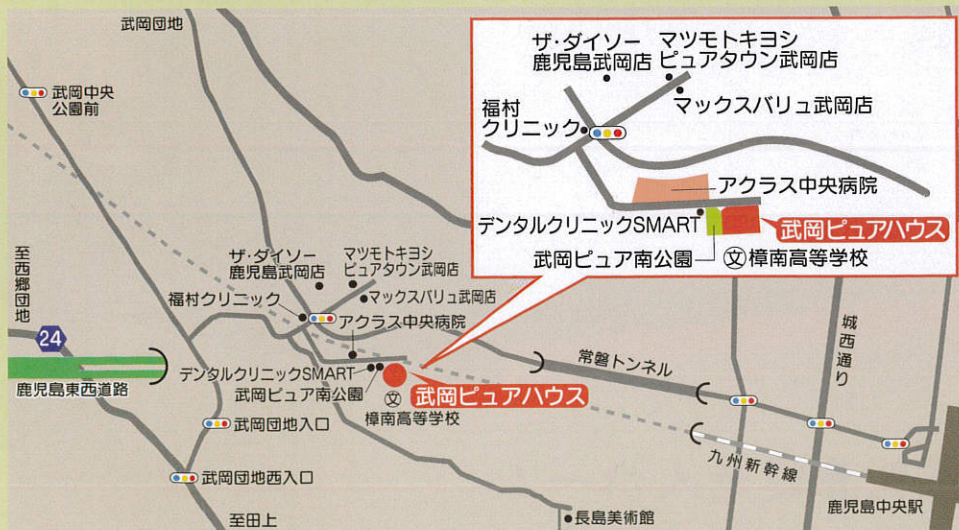 武岡団地
武岡中央
公園前
至西郷団地
24
鹿児島東西道路
ザ・ダイソー
鹿児島武岡店
マツモトキヨシ
ピュアタウン武岡店
マックスバリュ武岡店
福村クリニック
アクラス中央病院
デンタルクリニックSMART
武岡ピュア南公園
文
樟南高等学校
武岡ピュアハウス
武岡団地入口
武岡団地西入口
至田上
長島美術館
常磐トンネル
城西通り
九州新幹線
鹿児島中央駅
ザ・ダイソー
鹿児島武岡店
マツモトキヨシ
ピュアタウン武岡店
マックスバリュ武岡店
福村
クリニック
アクラス中央病院
デンタルクリニックSMART
武岡ピュアハウス
武岡ピュア南公園
文
樟南高等学校